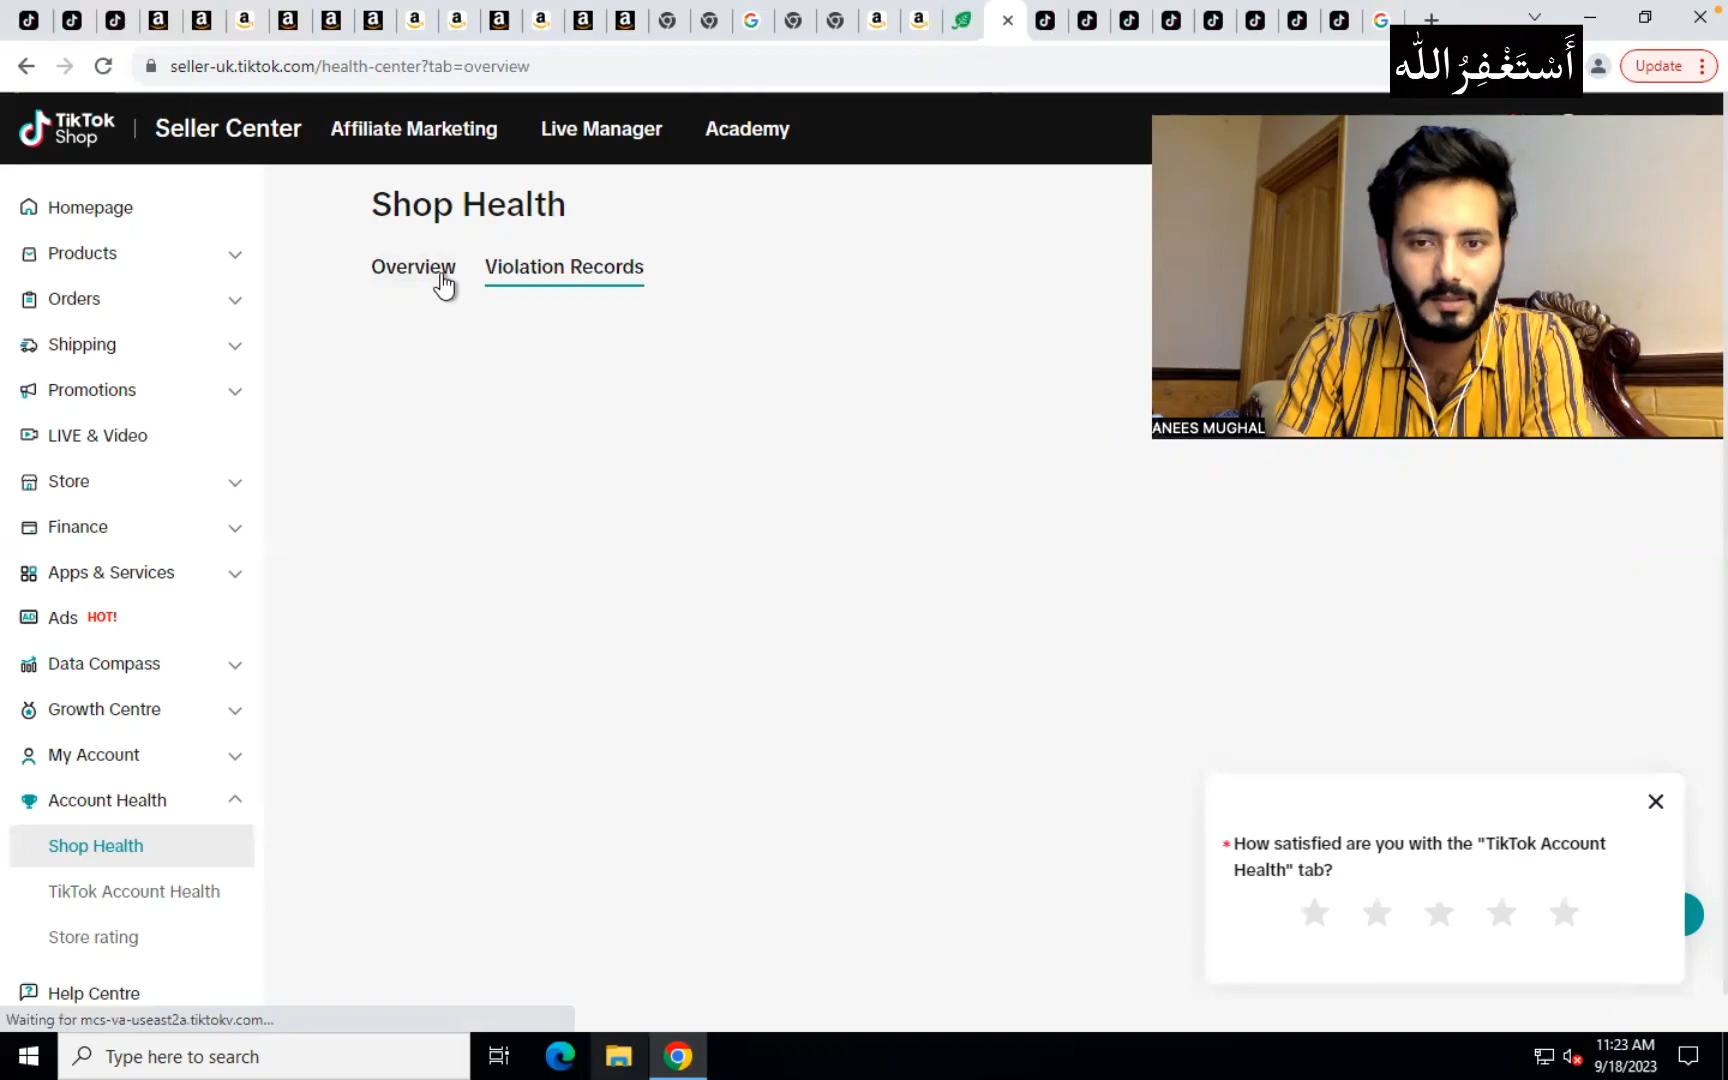 seller-uk.tiktok.com/health-center?tab=overview
أَسْتَغْفِرُ اللّٰه
Update
TikTok Shop
Seller Center
Affiliate Marketing
Live Manager
Academy
Homepage
Products
Orders
Shipping
Promotions
LIVE & Video
Store
Finance
Apps & Services
Ads HOT!
Data Compass
Growth Centre
My Account
Account Health
Shop Health
TikTok Account Health
Store rating
Help Centre
Shop Health
Overview
Violation Records
ANEES MUGHAL
*How satisfied are you with the "TikTok Account
Health" tab?
Waiting for mcs-va-useast2a.tiktokv.com...
Type here to search
11:23 AM
9/18/2023